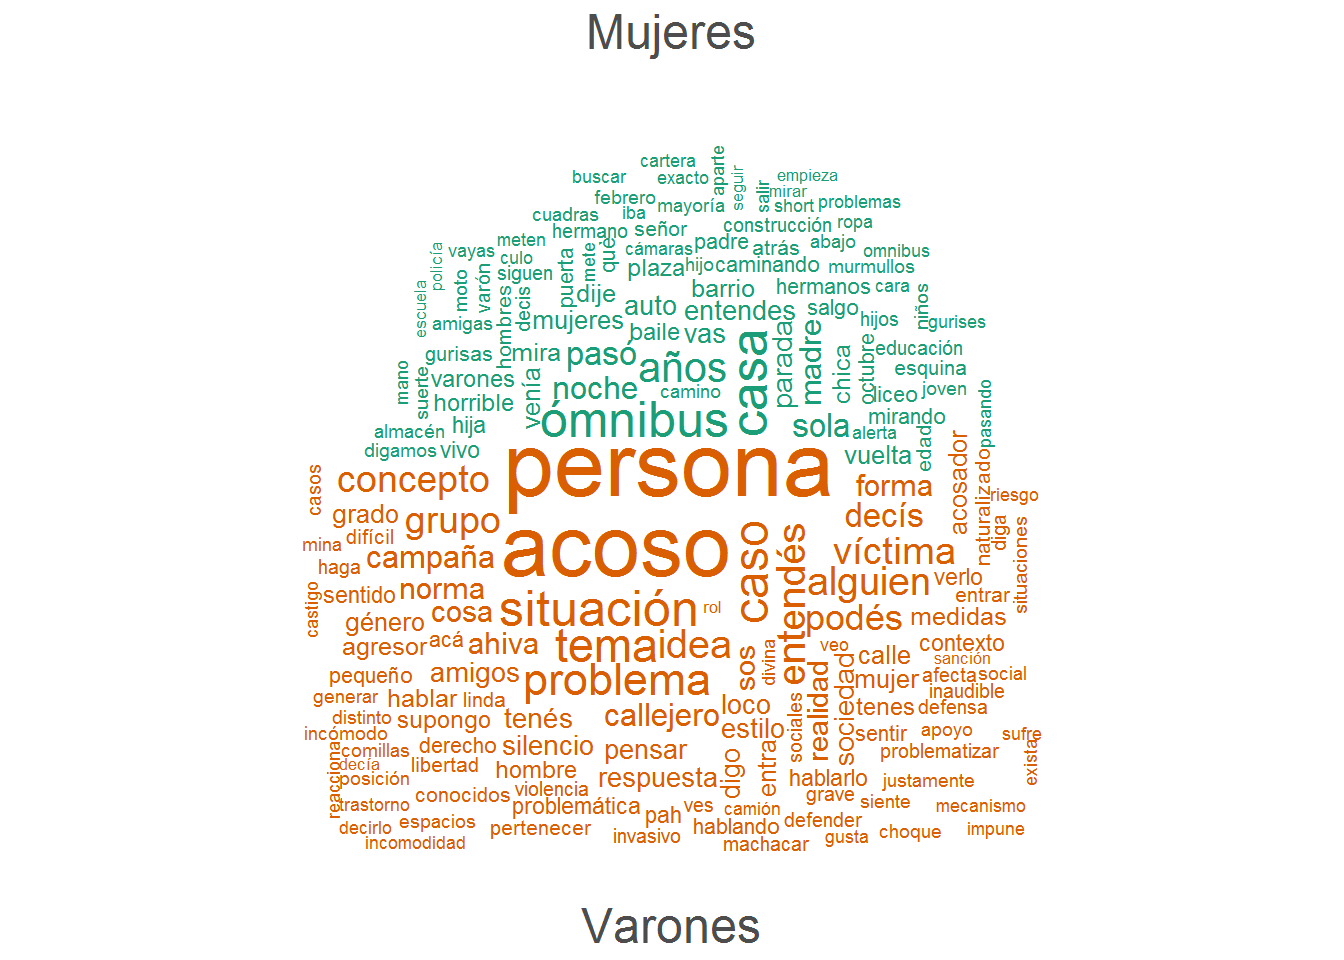 Mujeres
cartera
aparte
buscar
exacto
seguir
salir
empieza
mirar
febrero
mayoría
short
problemas
cuadras
iba
construcción
ropa
hermano
señor
meten
vayas
culo
policía
siguen
varón
moto
puerta
mete
qué
cámaras
padre
atrás
abajo
omnibus
plaza
hijo
caminando
murmullos
escuela
decis
dije
barrio
hermanos
cara
amigas
hombres
mujeres
auto
entendes
salgo
hijos
niños
gurises
baile
vas
gurisas
mira
pasó
años
casa
parada
madre
chica
octubre
educación
esquina
mano
suerte
varones
horrible
venía
noche
camino
liceo
joven
pasando
almacén
hija
ómnibus
sola
alerta
mirando
digamos
vivo
vuelta
edad
persona
casos
concepto
forma
acosador
naturalizado
riesgo
grado
grupo
decís
diga
mina
difícil
acoso
caso
entendés
víctima
situaciones
haga
campaña
alguien
verlo
entrar
castigo
sentido
norma
situación
rol
género
cosa
podés
medidas
agresor
acá
ahiva
tema
idea
sos
divina
veo
calle
contexto
sanción
pequeño
amigos
problema
realidad
sociedad
mujer
afecta
social
generar
hablar
linda
inaudible
distinto
supongo
tenés
callejero
loco
tenes
defensa
incómodo
estilo
sociales
sentir
apoyo
sufre
comillas
derecho
silencio
pensar
problematizar
reacciona
decía
libertad
digo
entra
exista
posición
hombre
respuesta
hablarlo
justamente
conocidos
violencia
grave
trastorno
problemática
pah
ves
camión
siente
mecanismo
decirlo
espacios
pertenecer
invasivo
hablando
defender
gusta
choque
impune
incomodidad
machacar
Varones